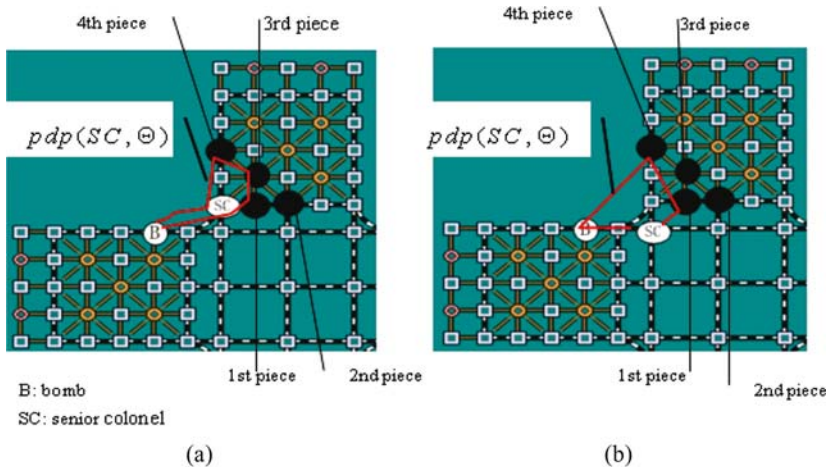 4th piece
3rd piece
pdp(SC, Θ)
SC
B
1st piece
2nd piece
B: bomb
SC: senior colonel
(a)
4th piece
3rd piece
pdp(SC, Θ)
B
SC
1st piece
2nd piece
(b)